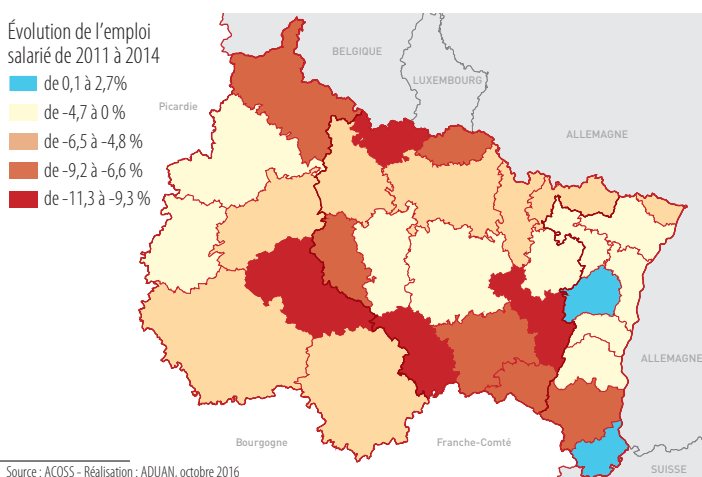 Évolution de l’emploi
salarié de 2011 à 2014
de 0,1 à 2,7%
de -4,7 à 0 %
de -6,5 à -4,8 %
de -9,2 à -6,6 %
de -11,3 à -9,3 %
BELGIQUE
LUXEMBOURG
Picardie
ALLEMAGNE
ALLEMAGNE
Bourgogne
Franche-Comté
SUISSE
Source : ACOSS - Réalisation : ADUAN, octobre 2016